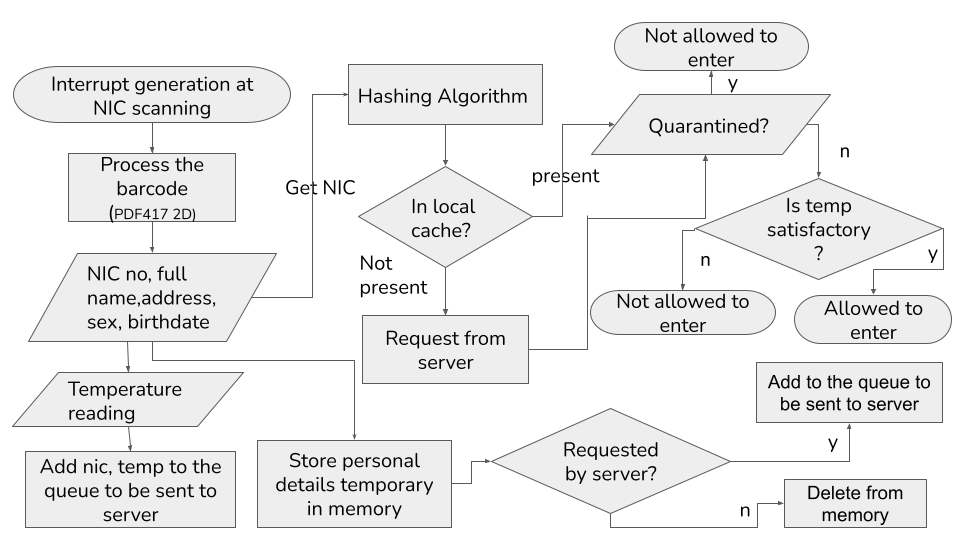 Interrupt generation at
NIC scanning
Process the
barcode
(PDF417 2D)
NIC no, full
name,address,
sex, birthdate
Temperature
reading
Add nic, temp to the
queue to be sent to
server
Get NIC
Hashing Algorithm
In local
cache?
present
Not
present
Request from
server
Not allowed to
enter
y
Quarantined?
n
Is temp
satisfactory
?
n
y
Not allowed to
enter
Allowed to
enter
Store personal
details temporary
in memory
Requested
by server?
y
Add to the queue to
be sent to server
n
Delete from
memory